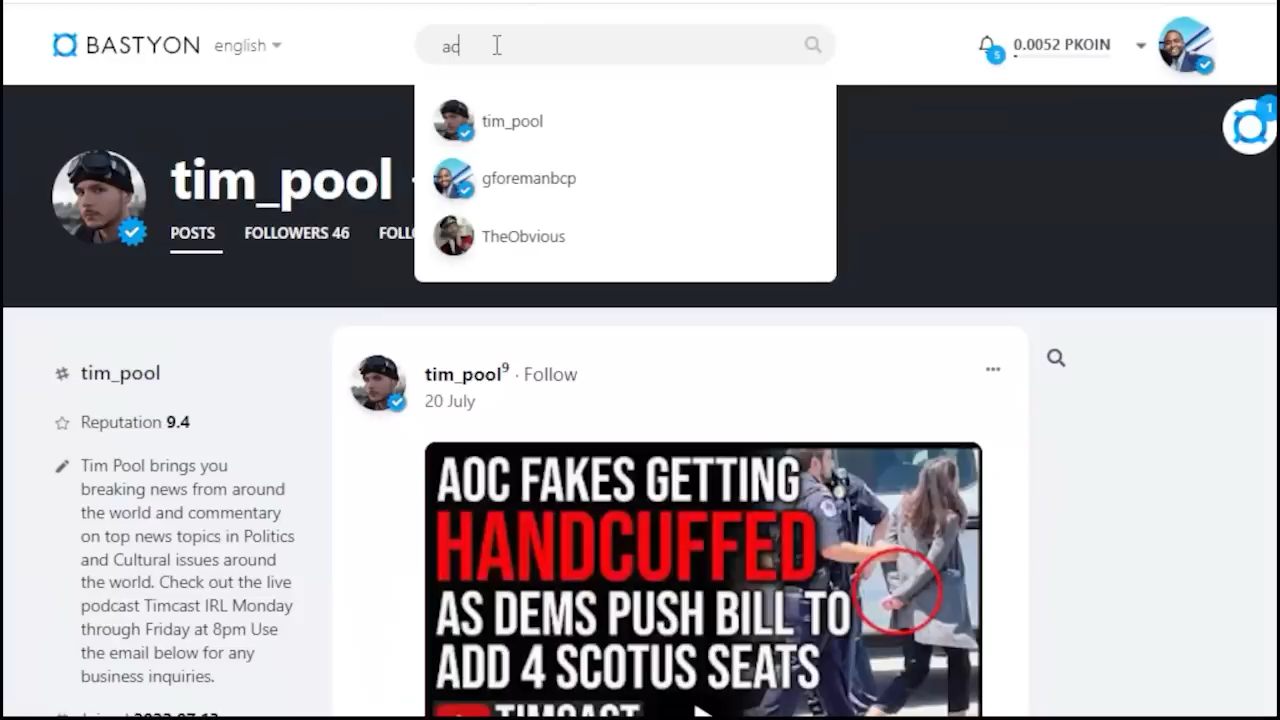 BASTYON english
ac
5
0.0052 PKOIN
tim_pool
gforemanbcp
TheObvious
1
tim_pool
POSTS FOLLOWERS 46
tim_pool
Reputation 9.4
Tim Pool brings you
breaking news from around
the world and commentary
on top news topics in Politics
and Cultural issues around
the world. Check out the live
podcast Timcast IRL Monday
through Friday at 8pm Use
the email below for any
business inquiries.
tim_pool9 · Follow
20 July
AOC FAKES GETTING
HANDCUFFED
AS DEMS PUSH BILL TO
ADD 4 SCOTUS SEATS
TIMCAST